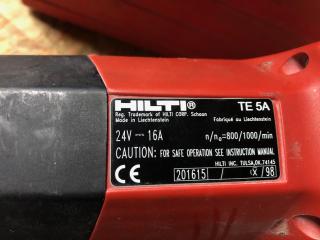 HILTI® TE 5A
Reg. Trademark of HILTI CORP. Schaan
Made in Liechtenstein Fabriqué au Liechtenstein
24V⎓ 16A n/n₀=800/1000/min
CAUTION: FOR SAFE OPERATION SEE INSTRUCTION MANUAL
HILTI INC. TULSA,OK.74145
CE 201615 / /98